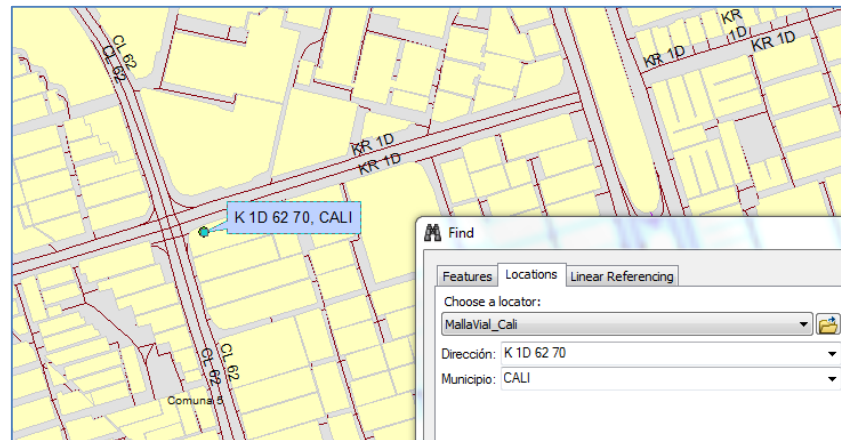 CL 62
CL 62
KR
1D
KR 1D
KR 1D
KR 1D
KR 1D
K 1D 62 70, CALI
CL 62
CL 62
Comuna 5
Find
Features
Locations
Linear Referencing
Choose a locator:
MallaVial_Cali
Dirección: K 1D 62 70
Municipio: CALI